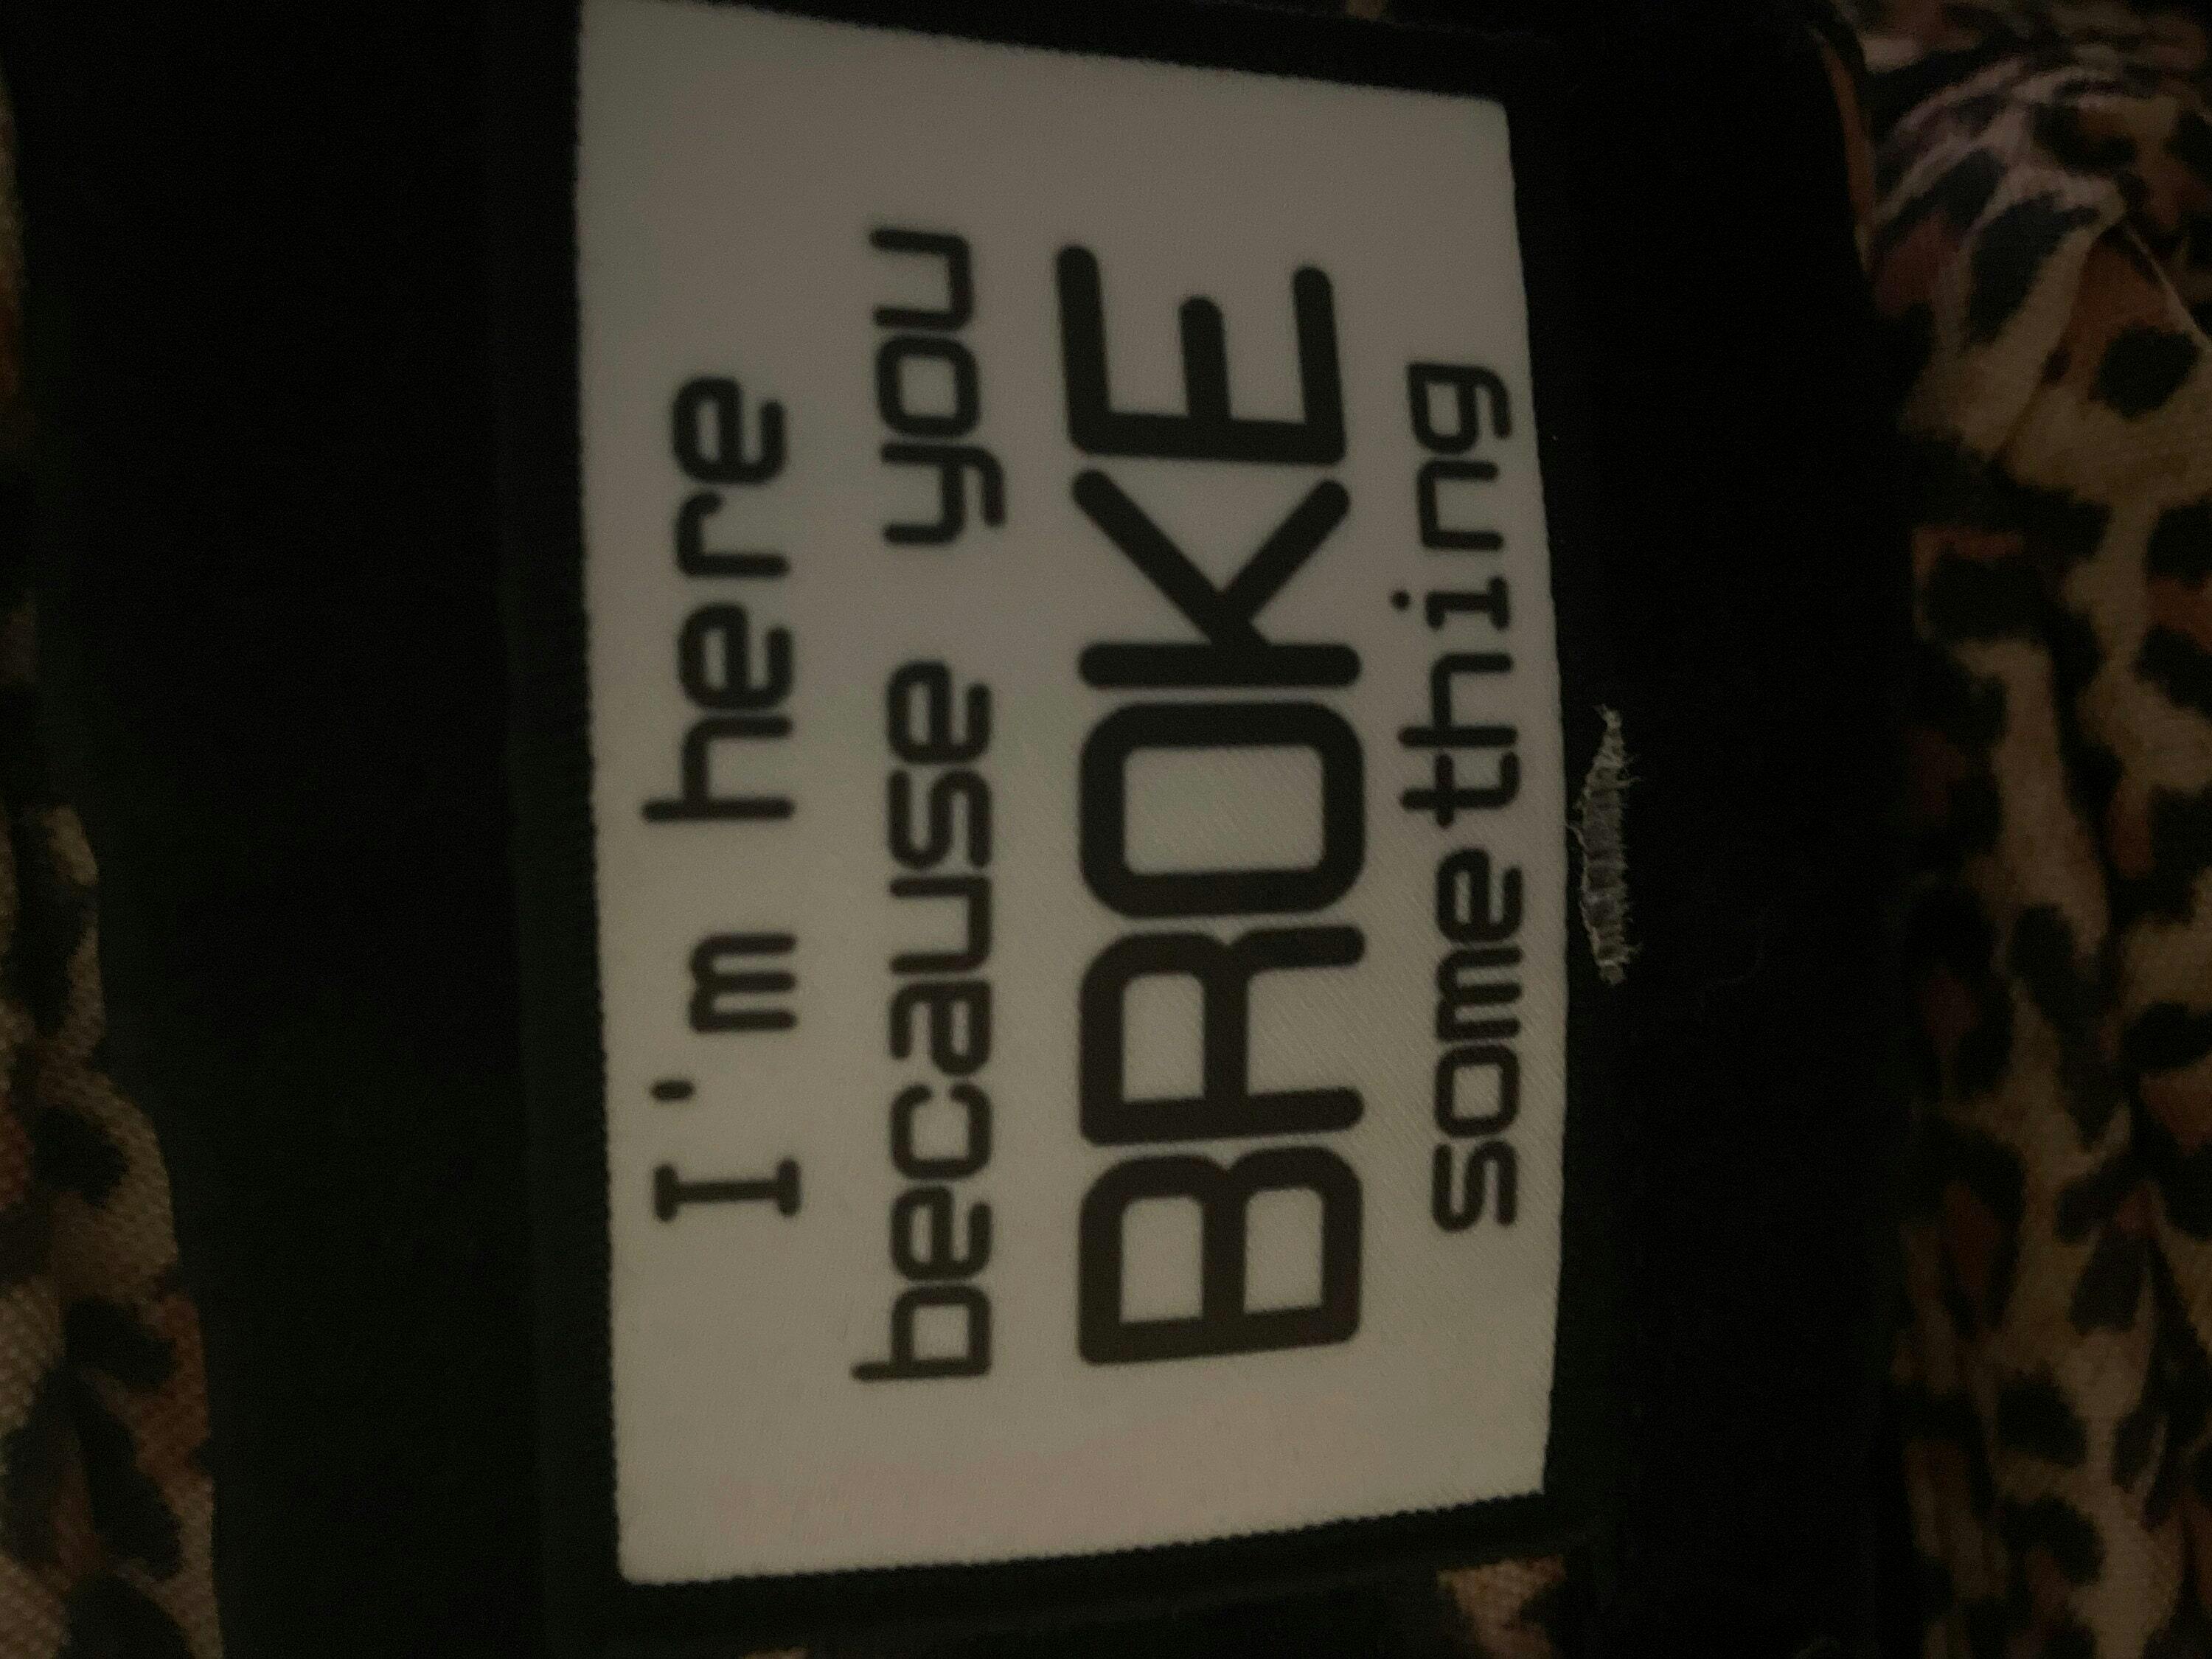 I'm here
because you
BROKE
something